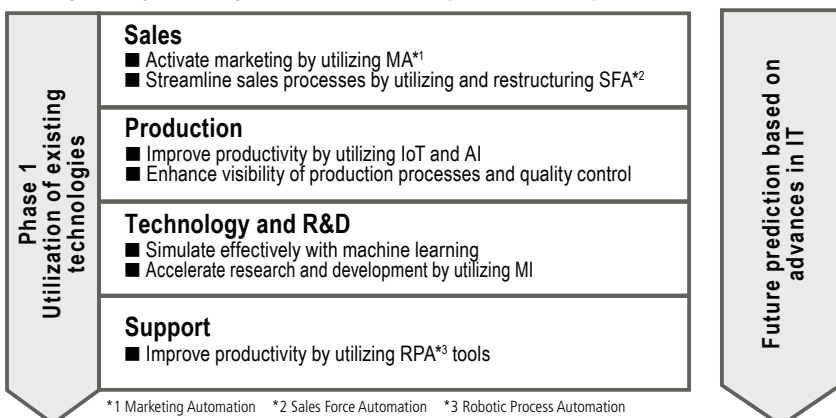 Phase 1
Utilization of existing
technologies
Sales
■ Activate marketing by utilizing MA*1
■ Streamline sales processes by utilizing and restructuring SFA*2
Production
■ Improve productivity by utilizing IoT and AI
■ Enhance visibility of production processes and quality control
Technology and R&D
■ Simulate effectively with machine learning
■ Accelerate research and development by utilizing MI
Support
■ Improve productivity by utilizing RPA*3 tools
*1 Marketing Automation *2 Sales Force Automation *3 Robotic Process Automation
Future prediction based on
advances in IT